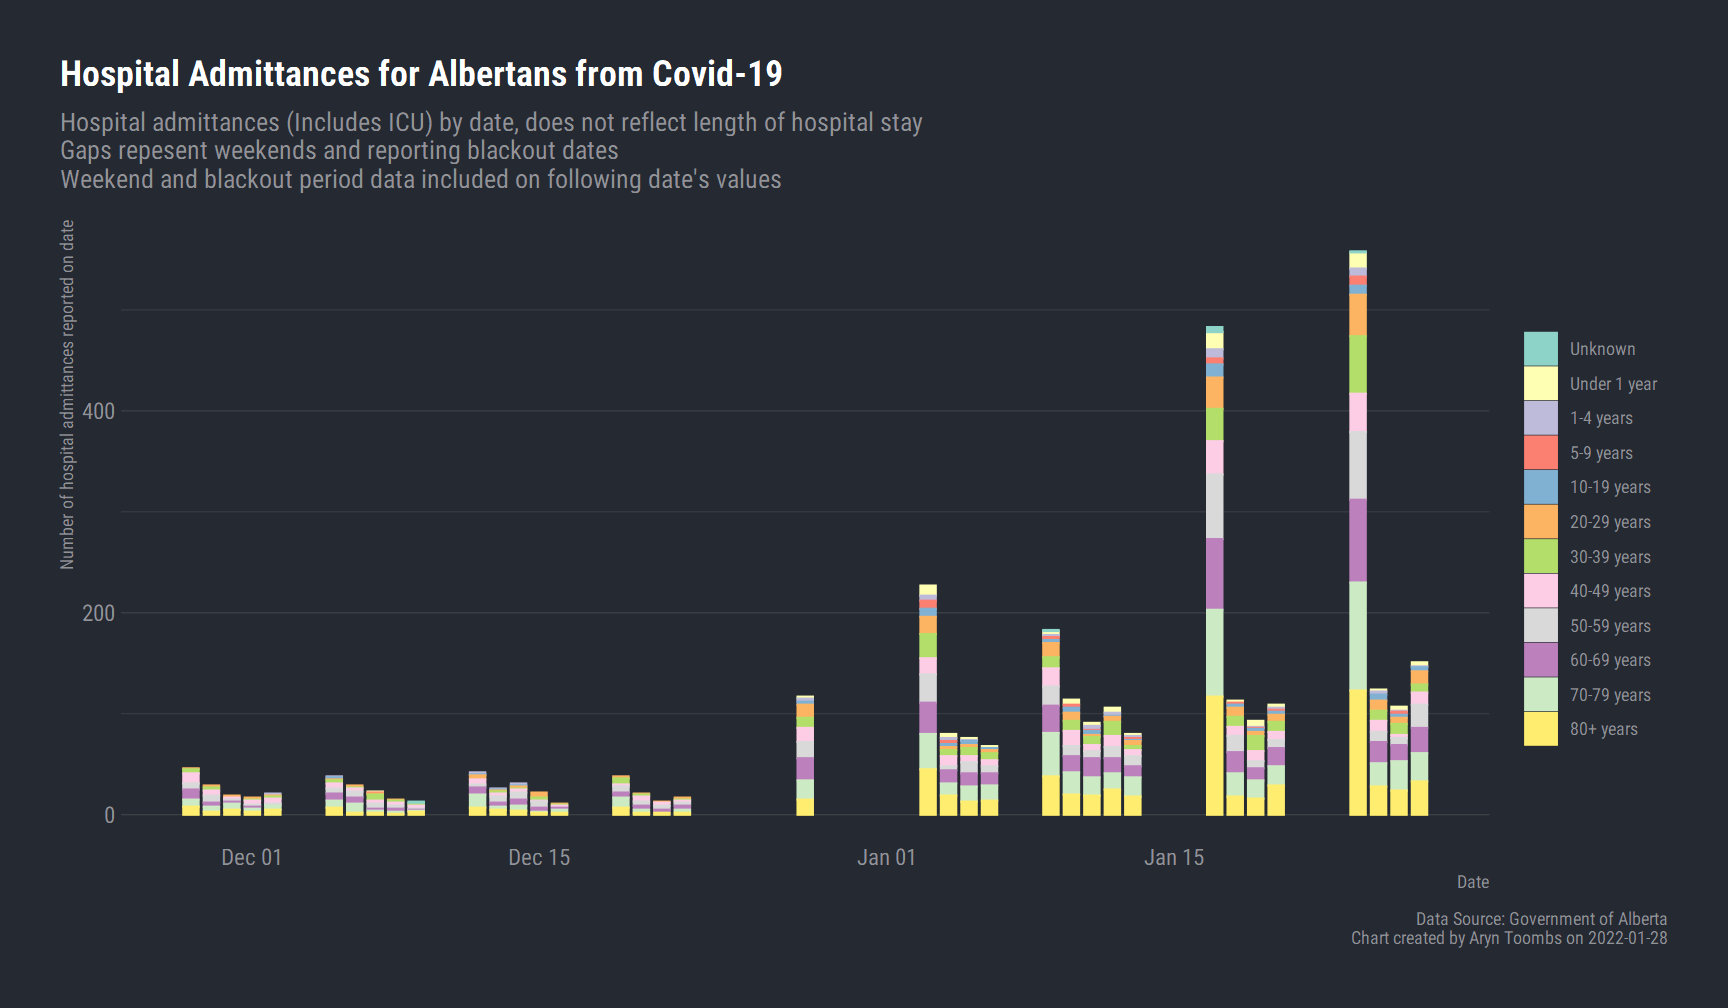 Hospital Admittances for Albertans from Covid-19
Hospital admittances (Includes ICU) by date, does not reflect length of hospital stay
Gaps repesent weekends and reporting blackout dates
Weekend and blackout period data included on following date's values
Number of hospital admittances reported on date
400
200
0
Dec 01
Dec 15
Jan 01
Jan 15
Date
Unknown
Under 1 year
1-4 years
5-9 years
10-19 years
20-29 years
30-39 years
40-49 years
50-59 years
60-69 years
70-79 years
80+ years
Data Source: Government of Alberta
Chart created by Aryn Toombs on 2022-01-28